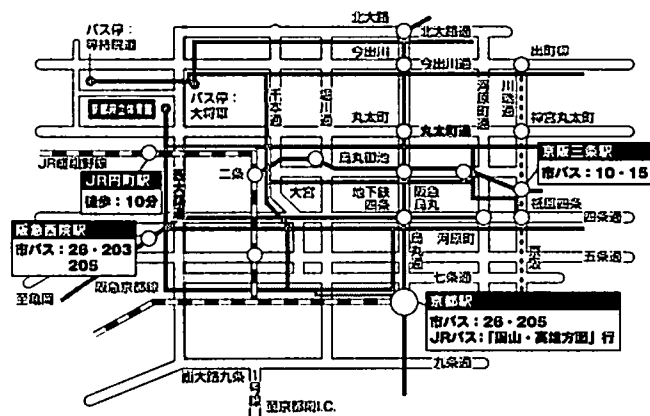 北大路
北大路通
バス停：
等持院道
今出川
今出川通
出町柳
バス停：
大将軍
千本通
堀川通
河原町通
川端通
丸太町
丸太町通
神宮丸太町
京阪三条駅
市バス：10・15
JR嵯峨野線
烏丸御池
二条
JR円町駅
徒歩：10分
西大路通
大宮
地下鉄
四条
阪急
烏丸
祇園四条
四条通
阪急西院駅
市バス：26・203
205
烏丸通
河原町
五条通
七条通
至亀岡
阪急京都線
京都駅
市バス：26・205
JRバス：「栂山・高雄方面」行
西大路九条
九条通
至京都南I.C.